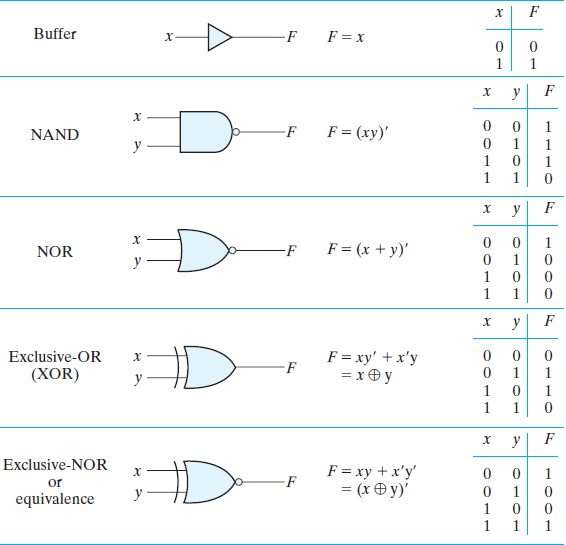 x F
Buffer x F F = x
0 0
1 1
x y F
x
NAND F F = (xy)′
y
0 0 1
0 1 1
1 0 1
1 1 0
x y F
x
NOR F F = (x + y)′
y
0 0 1
0 1 0
1 0 0
1 1 0
x y F
Exclusive-OR x F = xy′ + x′y
(XOR) y F = x ⊕ y
0 0 0
0 1 1
1 0 1
1 1 0
x y F
Exclusive-NOR x F = xy + x′y′
or F = (x ⊕ y)′
equivalence y
0 0 1
0 1 0
1 0 0
1 1 1